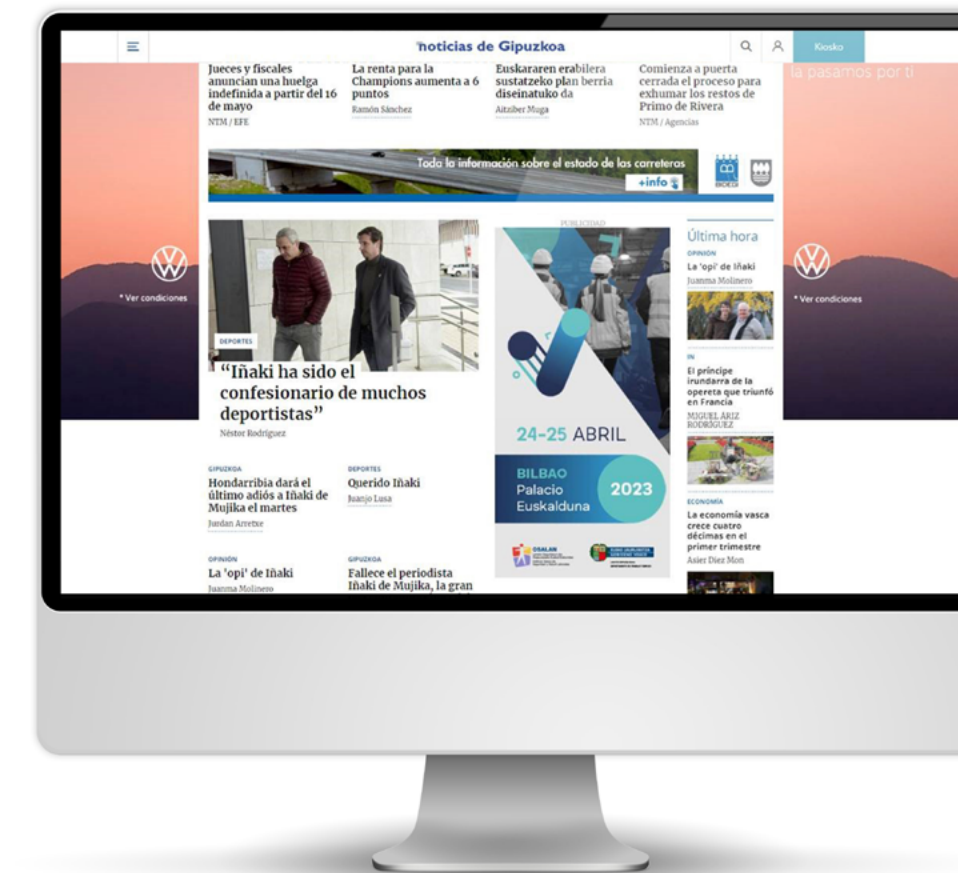 noticias de Gipuzkoa
Kiosko
la pasamos por ti
Jueces y fiscales
anuncian una huelga
indefinida a partir del 16
de mayo
NTM / EFE
La renta para la
Champions aumenta a 6
puntos
Ramón Sánchez
Euskararen erabilera
sustatzeko plan berria
diseinatuko da
Aitziber Muga
Comienza a puerta
cerrada el proceso para
exhumar los restos de
Primo de Rivera
NTM / Agencias
Toda la información sobre el estado de las carreteras
+info
BIDEGI
* Ver condiciones
DEPORTES
“Iñaki ha sido el
confesionario de muchos
deportistas”
Néstor Rodríguez
GIPUZKOA
Hondarribia dará el
último adiós a Iñaki de
Mujika el martes
Jurdan Arretxe
DEPORTES
Querido Iñaki
Juanjo Lusa
OPINIÓN
La 'opi' de Iñaki
Juanma Molinero
GIPUZKOA
Fallece el periodista
Iñaki de Mujika, la gran
PUBLICIDAD
24-25 ABRIL
BILBAO
Palacio
Euskalduna
2023
OSALAN
Última hora
OPINIÓN
La 'opi' de Iñaki
Juanma Molinero
IN
El príncipe
irundarra de la
opereta que triunfó
en Francia
MIGUEL ARIZ
RODRÍGUEZ
ECONOMÍA
La economía vasca
crece cuatro
décimas en el
primer trimestre
Asier Diez Mon
* Ver condiciones